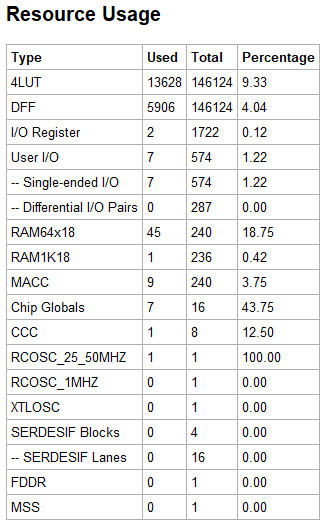 Resource Usage
Type Used Total Percentage
4LUT 13628 146124 9.33
DFF 5906 146124 4.04
I/O Register 2 1722 0.12
User I/O 7 574 1.22
-- Single-ended I/O 7 574 1.22
-- Differential I/O Pairs 0 287 0.00
RAM64x18 45 240 18.75
RAM1K18 1 236 0.42
MACC 9 240 3.75
Chip Globals 7 16 43.75
CCC 1 8 12.50
RCOSC_25_50MHZ 1 1 100.00
RCOSC_1MHZ 0 1 0.00
XTLOSC 0 1 0.00
SERDESIF Blocks 0 4 0.00
-- SERDESIF Lanes 0 16 0.00
FDDR 0 1 0.00
MSS 0 1 0.00